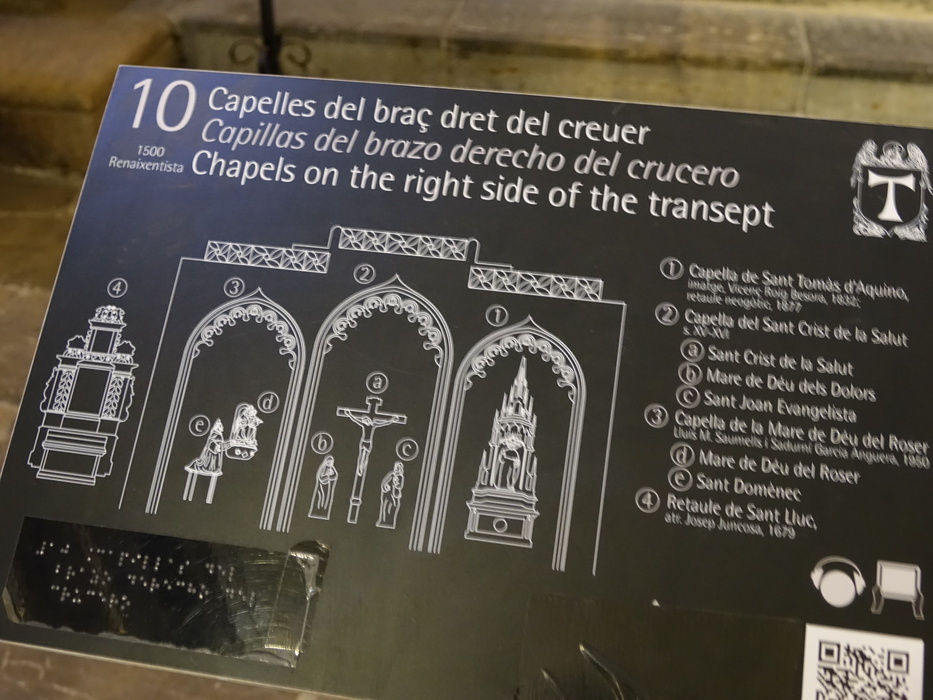 10
Capelles del braç dret del creuer
Capillas del brazo derecho del crucero
Chapels on the right side of the transept
1500
Renaixentista
4
3
2
1
a
b
c
d
e
1 Capella de Sant Tomàs d'Aquino,
imatge, Vicenç Roig Besora, 1832;
retaule neogòtic, 1877
2 Capella del Sant Crist de la Salut
s. XV-XVI
a Sant Crist de la Salut
b Mare de Déu dels Dolors
c Sant Joan Evangelista
3 Capella de la Mare de Déu del Roser
Lluís M. Saumells i Sadurní Garcia Anguera, 1950
d Mare de Déu del Roser
e Sant Domènec
4 Retaule de Sant Lluc,
atr. Josep Juncosa, 1679